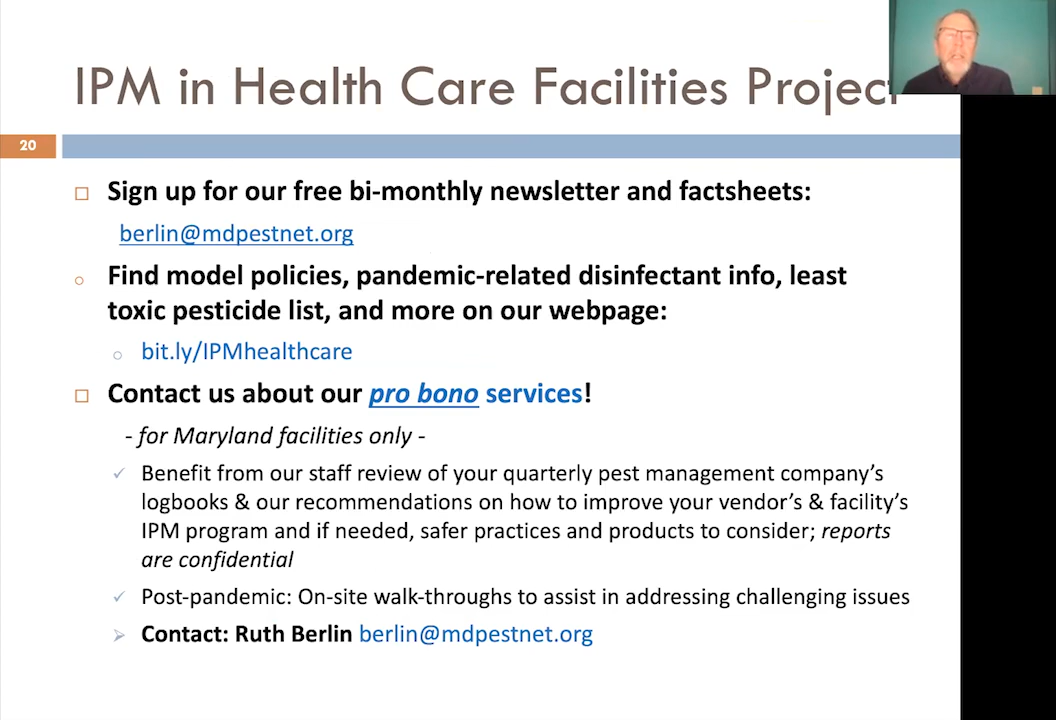 IPM in Health Care Facilities Project
20
Sign up for our free bi-monthly newsletter and factsheets:
berlin@mdpestnet.org
Find model policies, pandemic-related disinfectant info, least
toxic pesticide list, and more on our webpage:
bit.ly/IPMhealthcare
Contact us about our pro bono services!
- for Maryland facilities only -
Benefit from our staff review of your quarterly pest management company's
logbooks & our recommendations on how to improve your vendor's & facility's
IPM program and if needed, safer practices and products to consider; reports
are confidential
Post-pandemic: On-site walk-throughs to assist in addressing challenging issues
Contact: Ruth Berlin berlin@mdpestnet.org